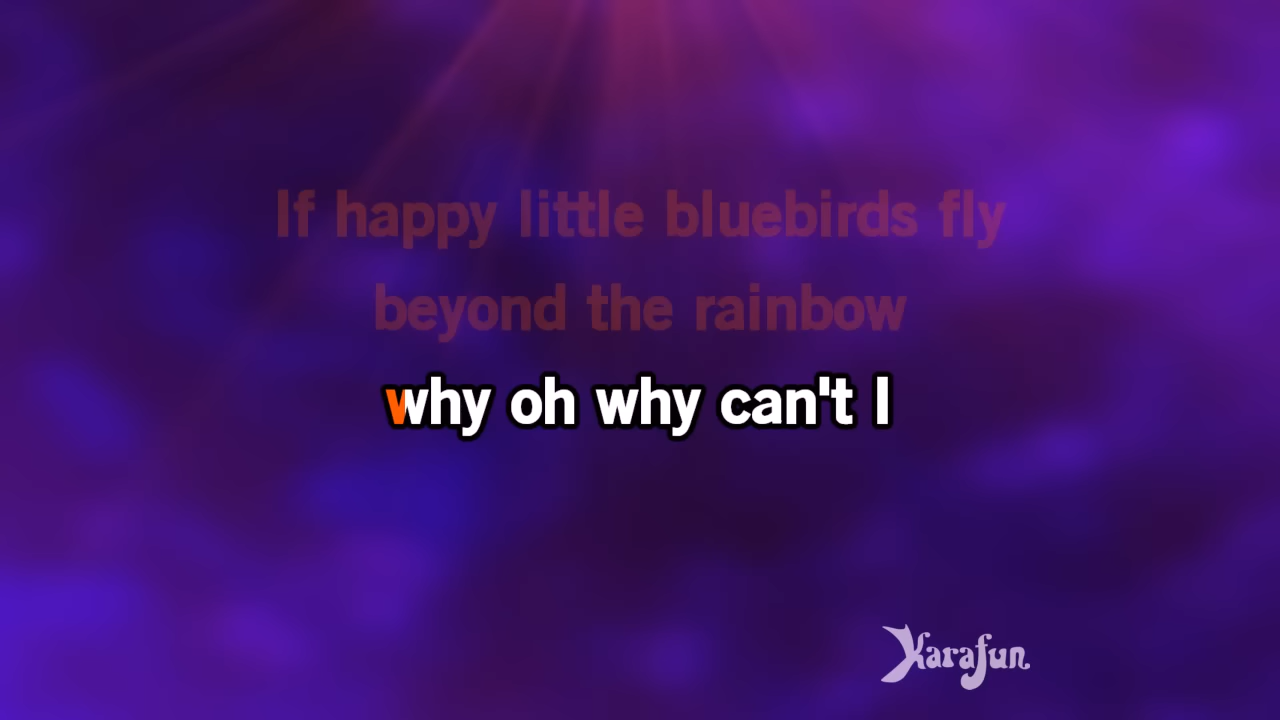 If happy little bluebirds fly
beyond the rainbow
why oh why can't I
Karafun